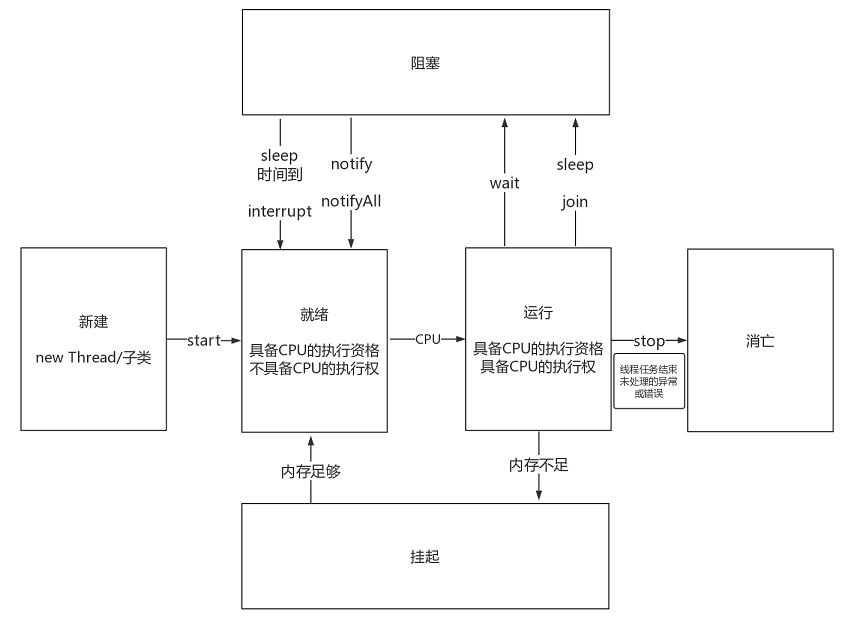 阻塞
sleep
时间到
interrupt
notify
notifyAll
wait
sleep
join
新建
new Thread/子类
start
就绪
具备CPU的执行资格
不具备CPU的执行权
CPU
运行
具备CPU的执行资格
具备CPU的执行权
stop
线程任务结束
未处理的异常
或错误
消亡
内存足够
内存不足
挂起